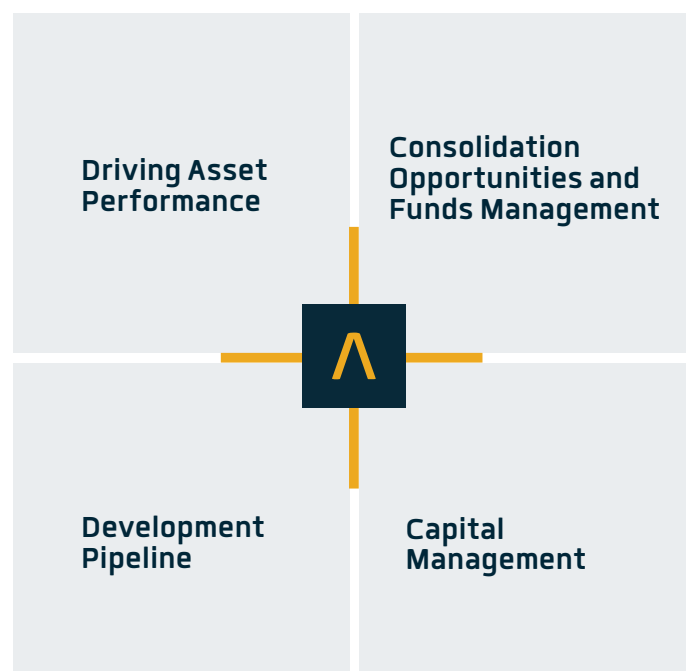 Driving Asset
Performance
Consolidation
Opportunities and
Funds Management
Development
Pipeline
Capital
Management